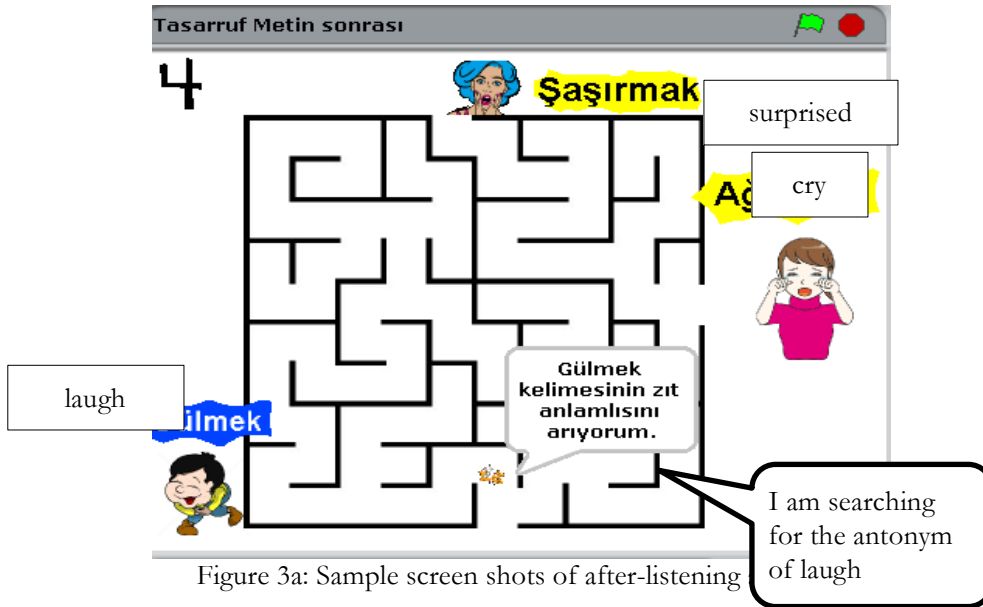 Tasarruf Metin sonrası
4
Şaşırmak
surprised
cry
laugh
Gülmek
kelimesinin zıt
anlamlısını
arıyorum.
I am searching
for the antonym
of laugh
Figure 3a: Sample screen shots of after-listening